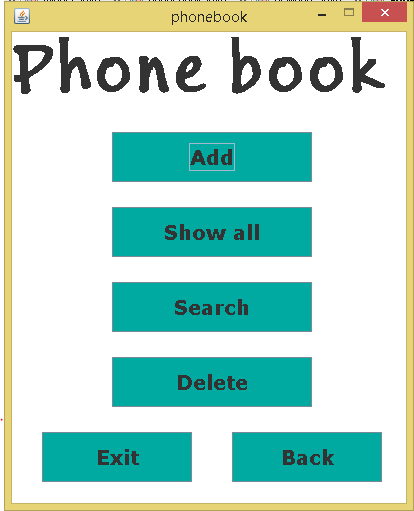 phonebook
Phone book
Add
Show all
Search
Delete
Exit
Back